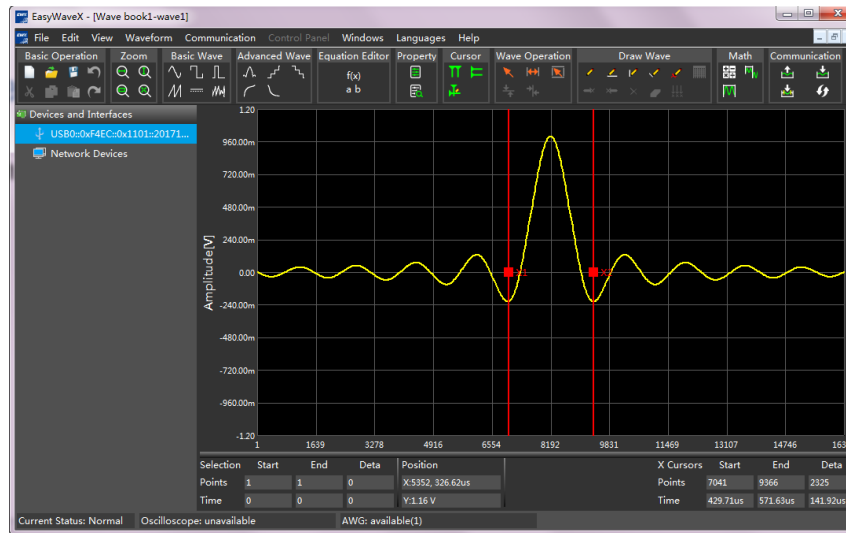 EasyWaveX - [Wave book1-wave1]
File Edit View Waveform Communication Control Panel Windows Languages Help
Basic Operation Zoom Basic Wave Advanced Wave Equation Editor Property Cursor Wave Operation Draw Wave Math Communication
f(x)
a b
Devices and Interfaces
USB0::0xF4EC::0x1101::20171...
Network Devices
Amplitude[V]
1.20
960.00m
720.00m
480.00m
240.00m
0.00
-240.00m
-480.00m
-720.00m
-960.00m
-1.20
1 1639 3278 4916 6554 8192 9831 11469 13107 14746 163
Selection Start End Deta Position X Cursors Start End Deta
Points 1 1 0 X:5352, 326.62us Points 7041 9366 2325
Time 0 0 0 Y:1.16 V Time 429.71us 571.63us 141.92us
Current Status: Normal Oscilloscope: unavailable AWG: available(1)